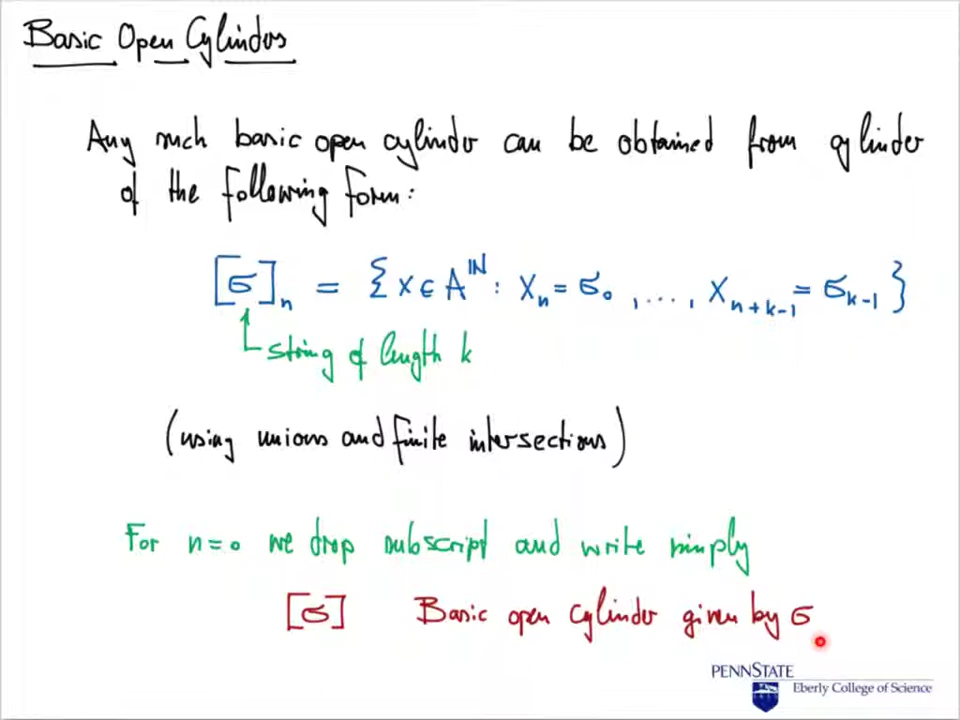 Basic Open Cylinders
Any such basic open cylinder can be obtained from cylinder
of the following form:
[σ]ₙ = { x ∈ A^ℕ : xₙ = σ₀ , ..., x_{n+k-1} = σ_{k-1} }
string of length k
(using unions and finite intersections)
For n=0 we drop subscript and write simply
[σ] Basic open cylinder given by σ
PENNSTATE
Eberly College of Science